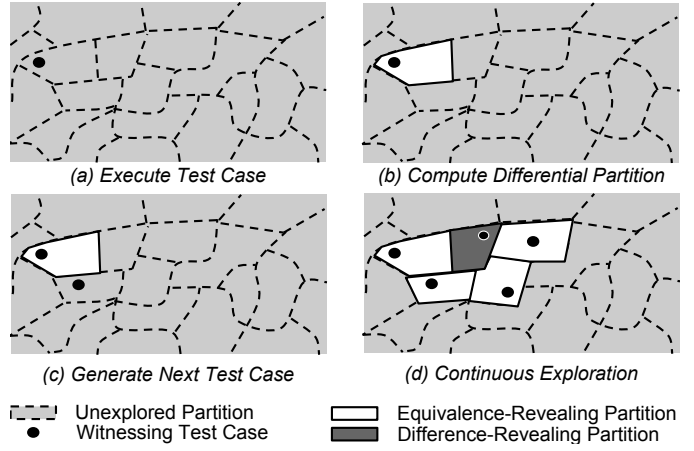 (a) Execute Test Case
(b) Compute Differential Partition
(c) Generate Next Test Case
(d) Continuous Exploration
Unexplored Partition
Witnessing Test Case
Equivalence-Revealing Partition
Difference-Revealing Partition